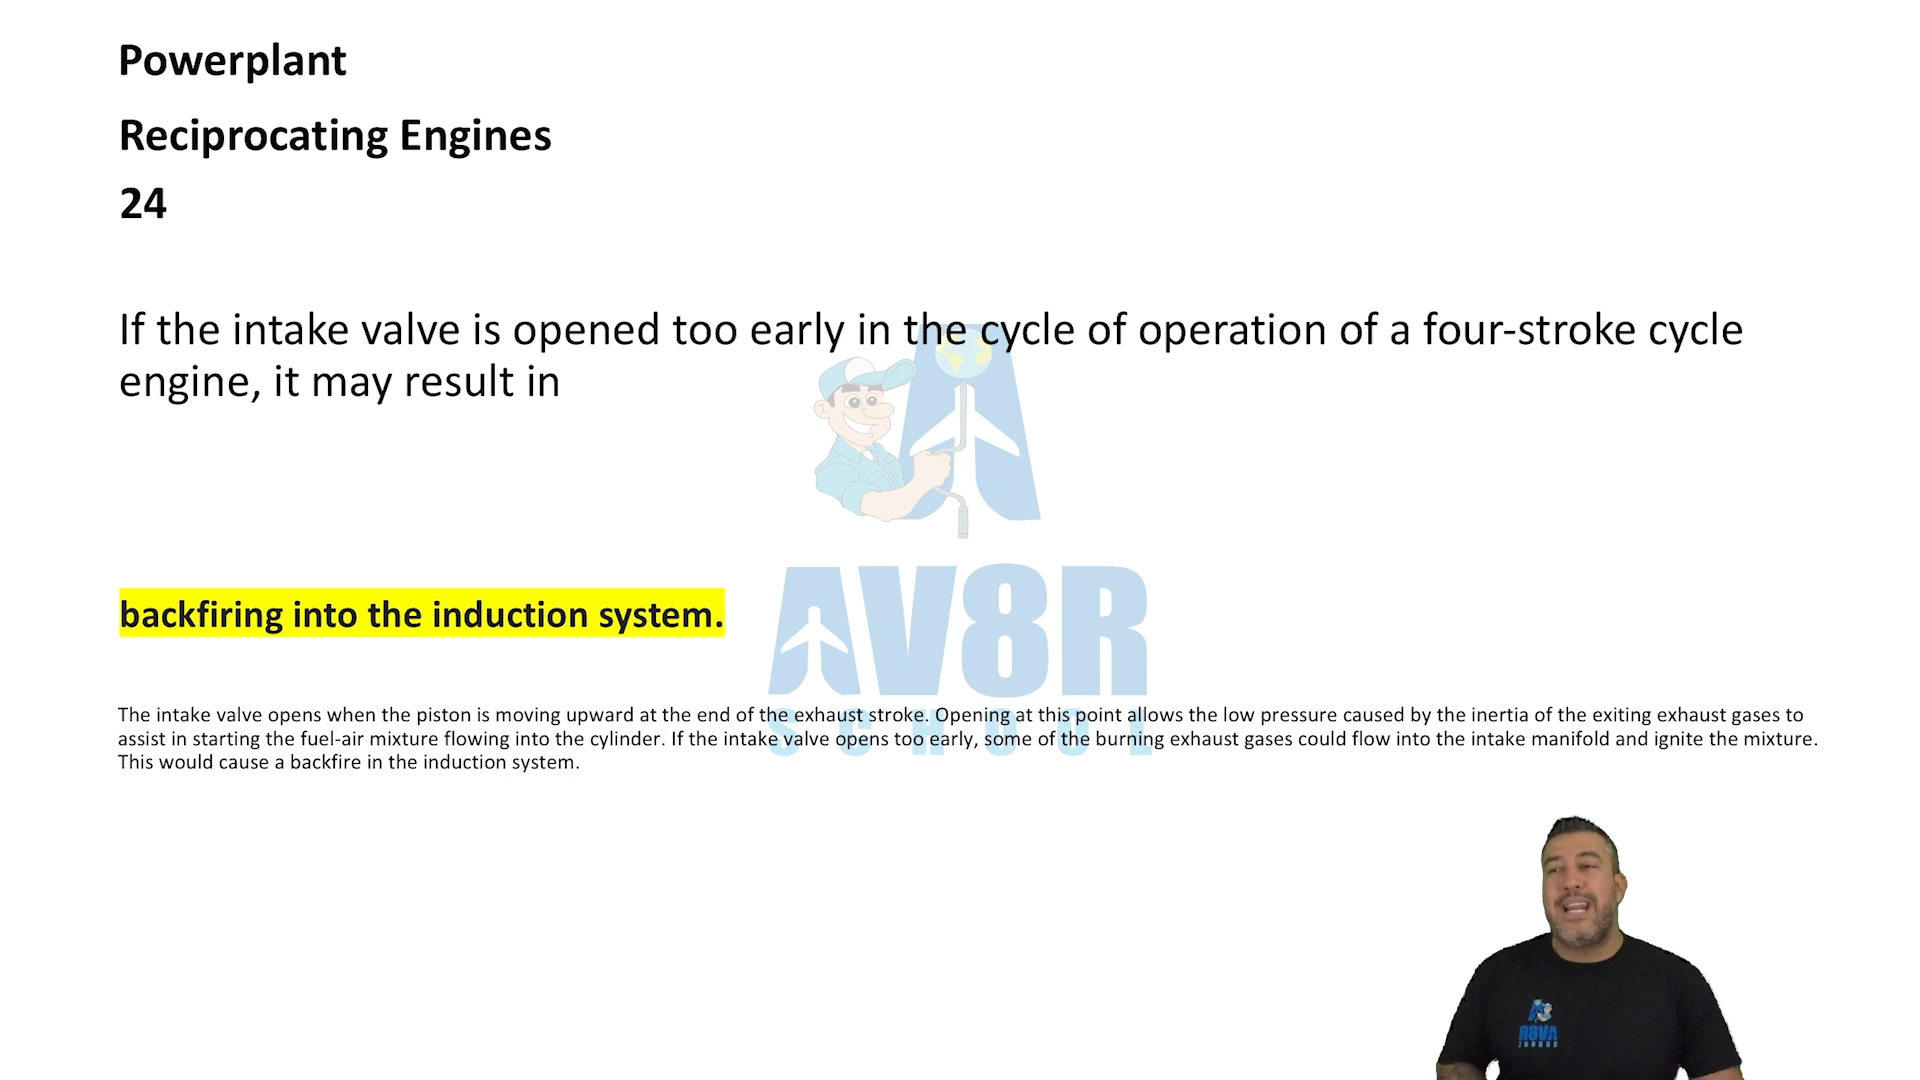 Powerplant
Reciprocating Engines
24
If the intake valve is opened too early in the cycle of operation of a four-stroke cycle
engine, it may result in
backfiring into the induction system.
AV8R
SCHOOL
The intake valve opens when the piston is moving upward at the end of the exhaust stroke. Opening at this point allows the low pressure caused by the inertia of the exiting exhaust gases to
assist in starting the fuel-air mixture flowing into the cylinder. If the intake valve opens too early, some of the burning exhaust gases could flow into the intake manifold and ignite the mixture.
This would cause a backfire in the induction system.
AV8R
SCHOOL